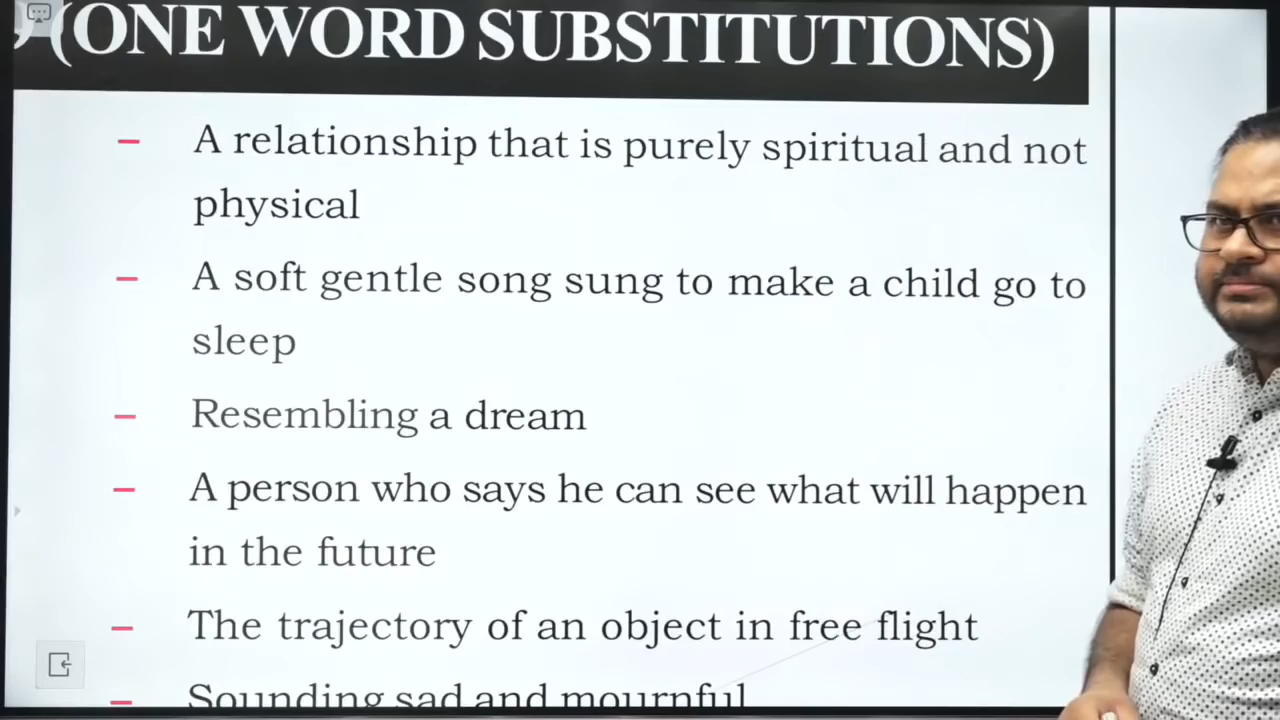 (ONE WORD SUBSTITUTIONS)
– A relationship that is purely spiritual and not
physical
– A soft gentle song sung to make a child go to
sleep
– Resembling a dream
– A person who says he can see what will happen
in the future
– The trajectory of an object in free flight
– Sounding sad and mournful